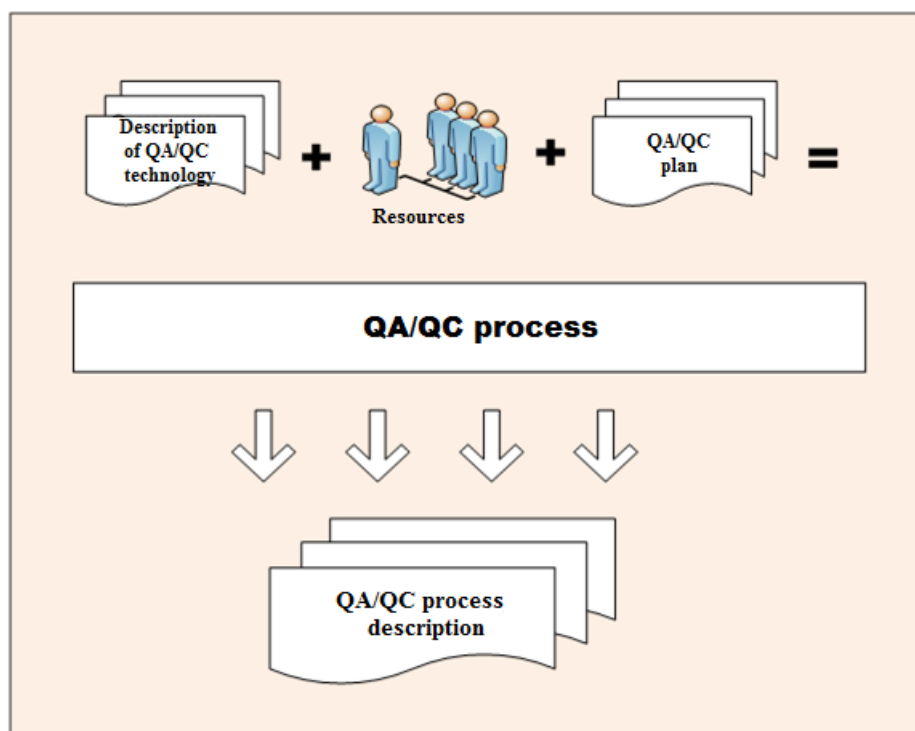 Description
of QA/QC
technology
+
Resources
+
QA/QC
plan
=
QA/QC process
QA/QC process
description